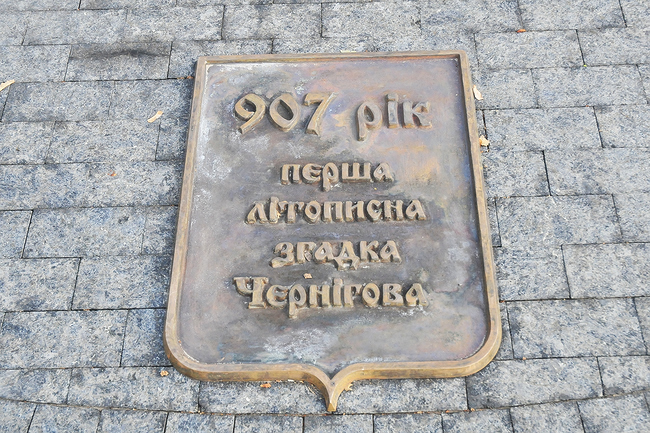 907 рік
перша
літописна
згадка
Чернігова